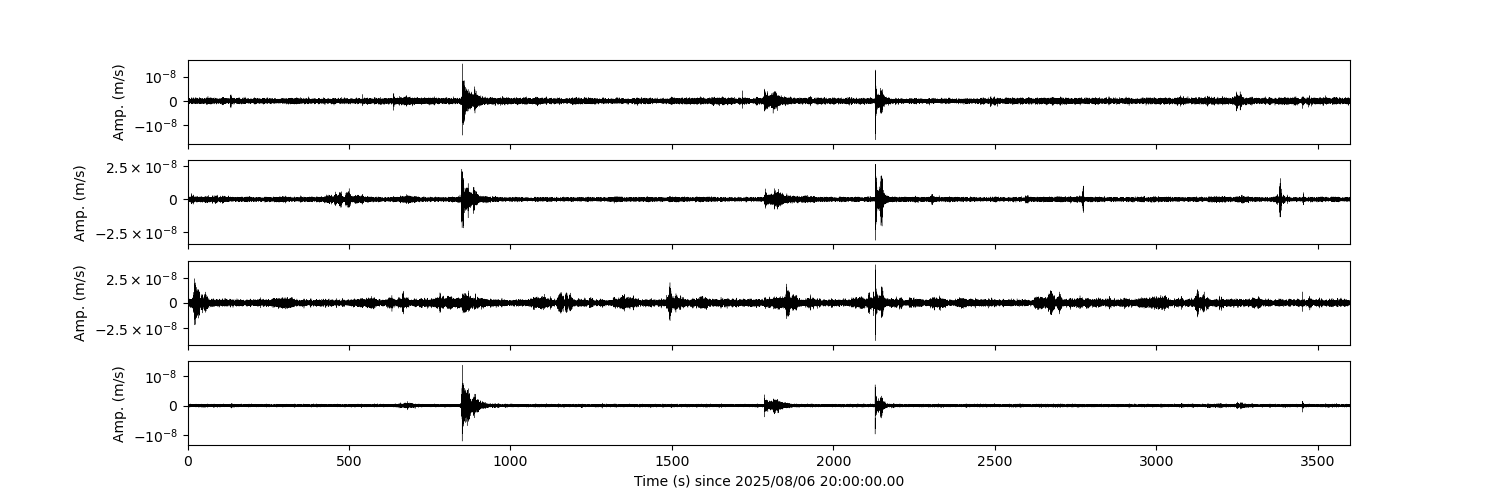 Amp. (m/s)
10⁻⁸
0
−10⁻⁸
Amp. (m/s)
2.5 × 10⁻⁸
0
−2.5 × 10⁻⁸
Amp. (m/s)
2.5 × 10⁻⁸
0
−2.5 × 10⁻⁸
Amp. (m/s)
10⁻⁸
0
−10⁻⁸
0 500 1000 1500 2000 2500 3000 3500
Time (s) since 2025/08/06 20:00:00.00